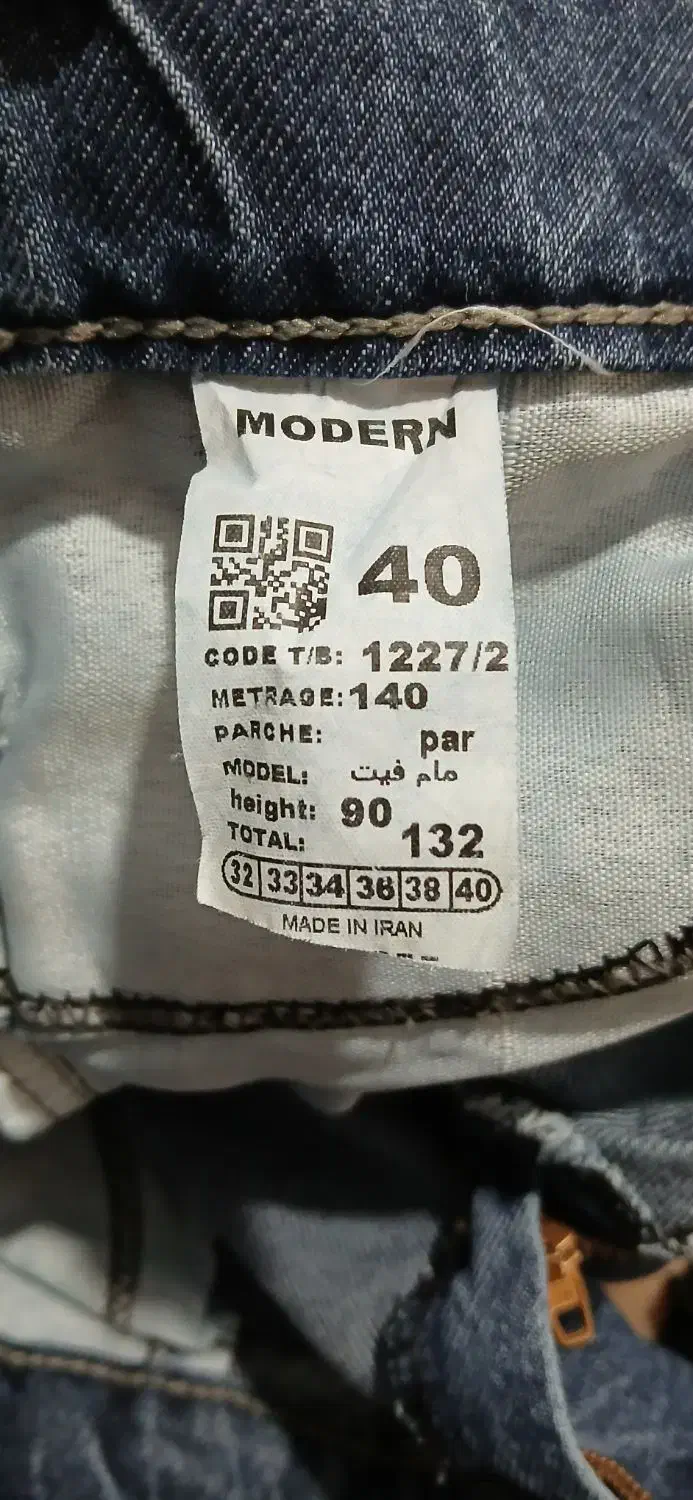 MODERN
40
CODE T/B: 1227/2
METRAGE: 140
PARCHE: par
MODEL: مام فیت
height: 90
TOTAL: 132
32 33 34 36 38 40
MADE IN IRAN